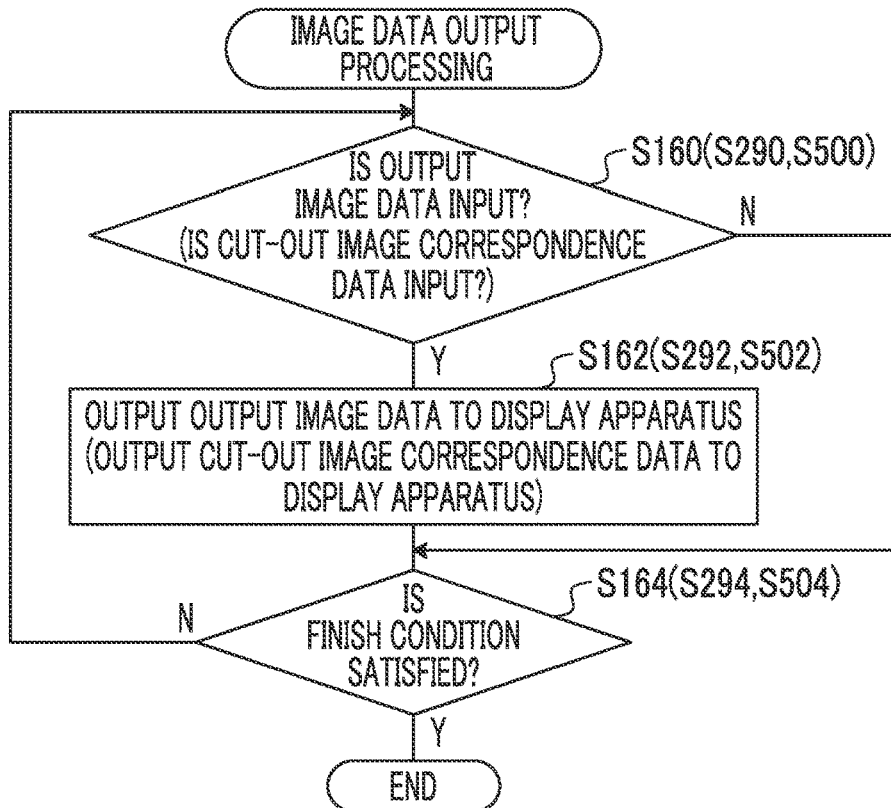 IMAGE DATA OUTPUT
PROCESSING
IS OUTPUT
IMAGE DATA INPUT?
(IS CUT-OUT IMAGE CORRESPONDENCE
DATA INPUT?)
S160(S290,S500)
N
Y
S162(S292,S502)
OUTPUT OUTPUT IMAGE DATA TO DISPLAY APPARATUS
(OUTPUT CUT-OUT IMAGE CORRESPONDENCE DATA TO
DISPLAY APPARATUS)
S164(S294,S504)
N
IS
FINISH CONDITION
SATISFIED?
Y
END